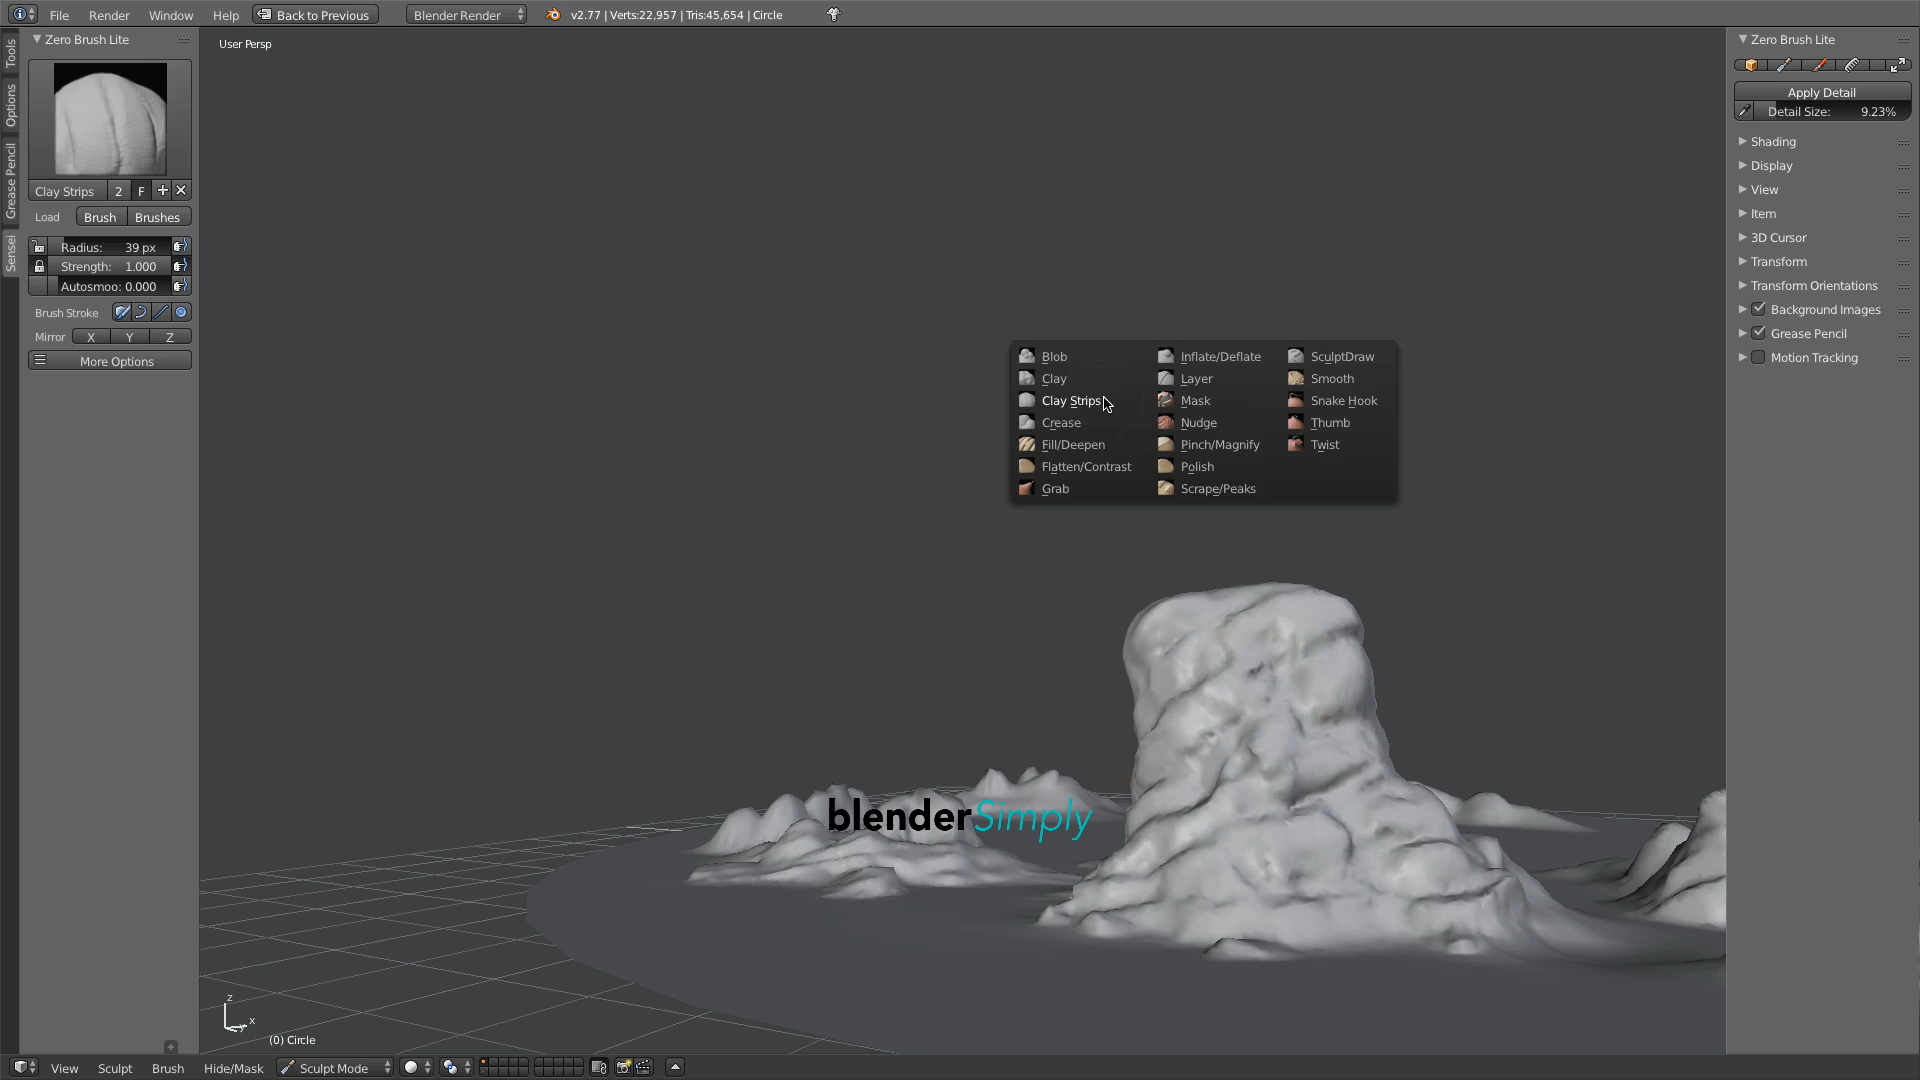 File Render Window Help Back to Previous Blender Render v2.77 | Verts:22,957 | Tris:45,654 | Circle
Tools
Options
Grease Pencil
Sensei
Zero Brush Lite
Clay Strips 2 F
Load Brush Brushes
Radius: 39 px
Strength: 1.000
Autosmoo: 0.000
Brush Stroke
Mirror X Y Z
More Options
User Persp
Blob Inflate/Deflate SculptDraw
Clay Layer Smooth
Clay Strips Mask Snake Hook
Crease Nudge Thumb
Fill/Deepen Pinch/Magnify Twist
Flatten/Contrast Polish
Grab Scrape/Peaks
blenderSimply
z
x
y
(0) Circle
Zero Brush Lite
Apply Detail
Detail Size: 9.23%
Shading
Display
View
Item
3D Cursor
Transform
Transform Orientations
Background Images
Grease Pencil
Motion Tracking
View Sculpt Brush Hide/Mask Sculpt Mode